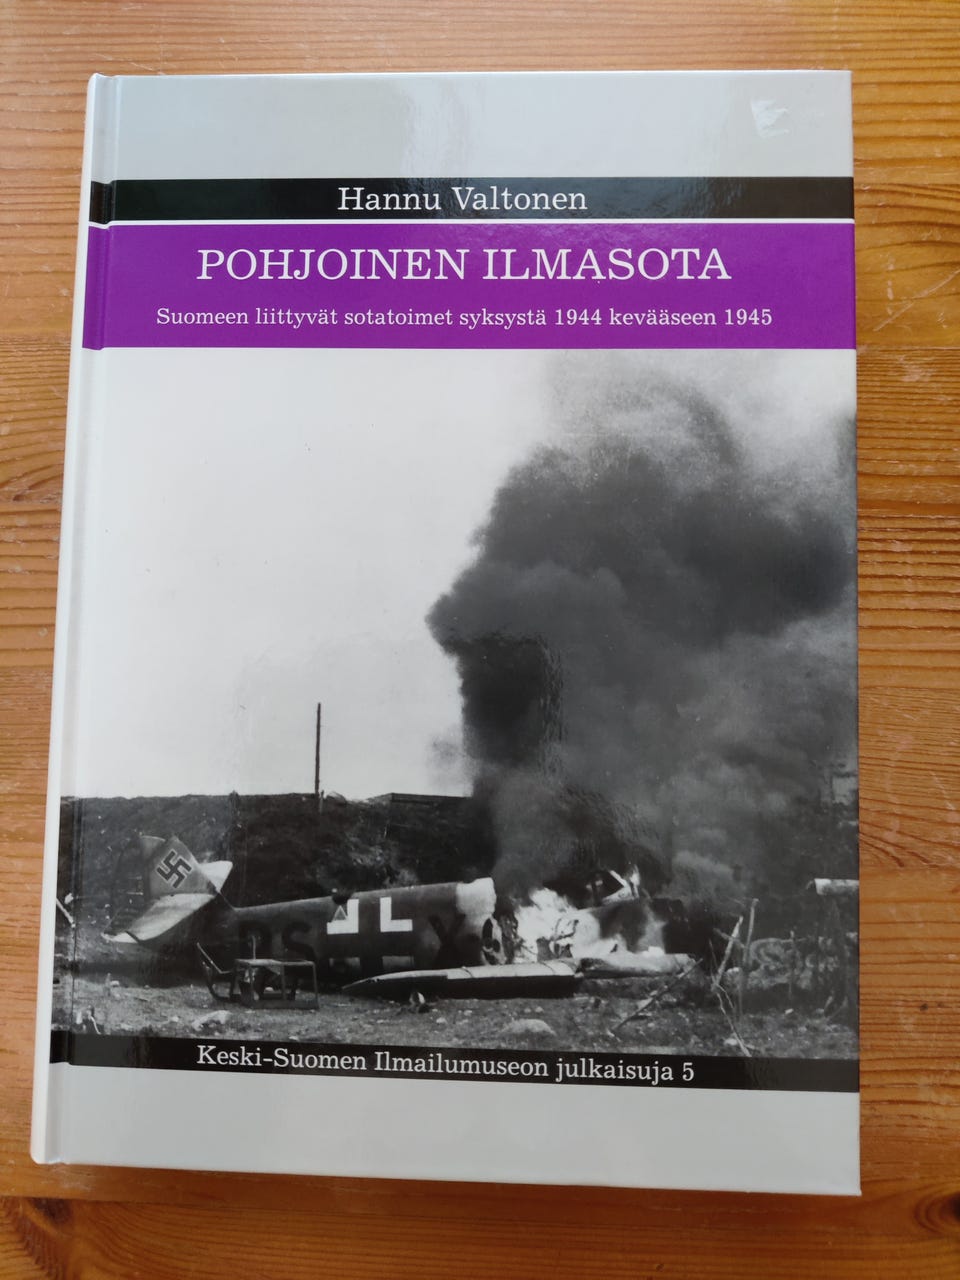 Hannu Valtonen
POHJOINEN ILMASOTA
Suomeen liittyvät sotatoimet syksystä 1944 kevääseen 1945
Keski-Suomen Ilmailumuseon julkaisuja 5